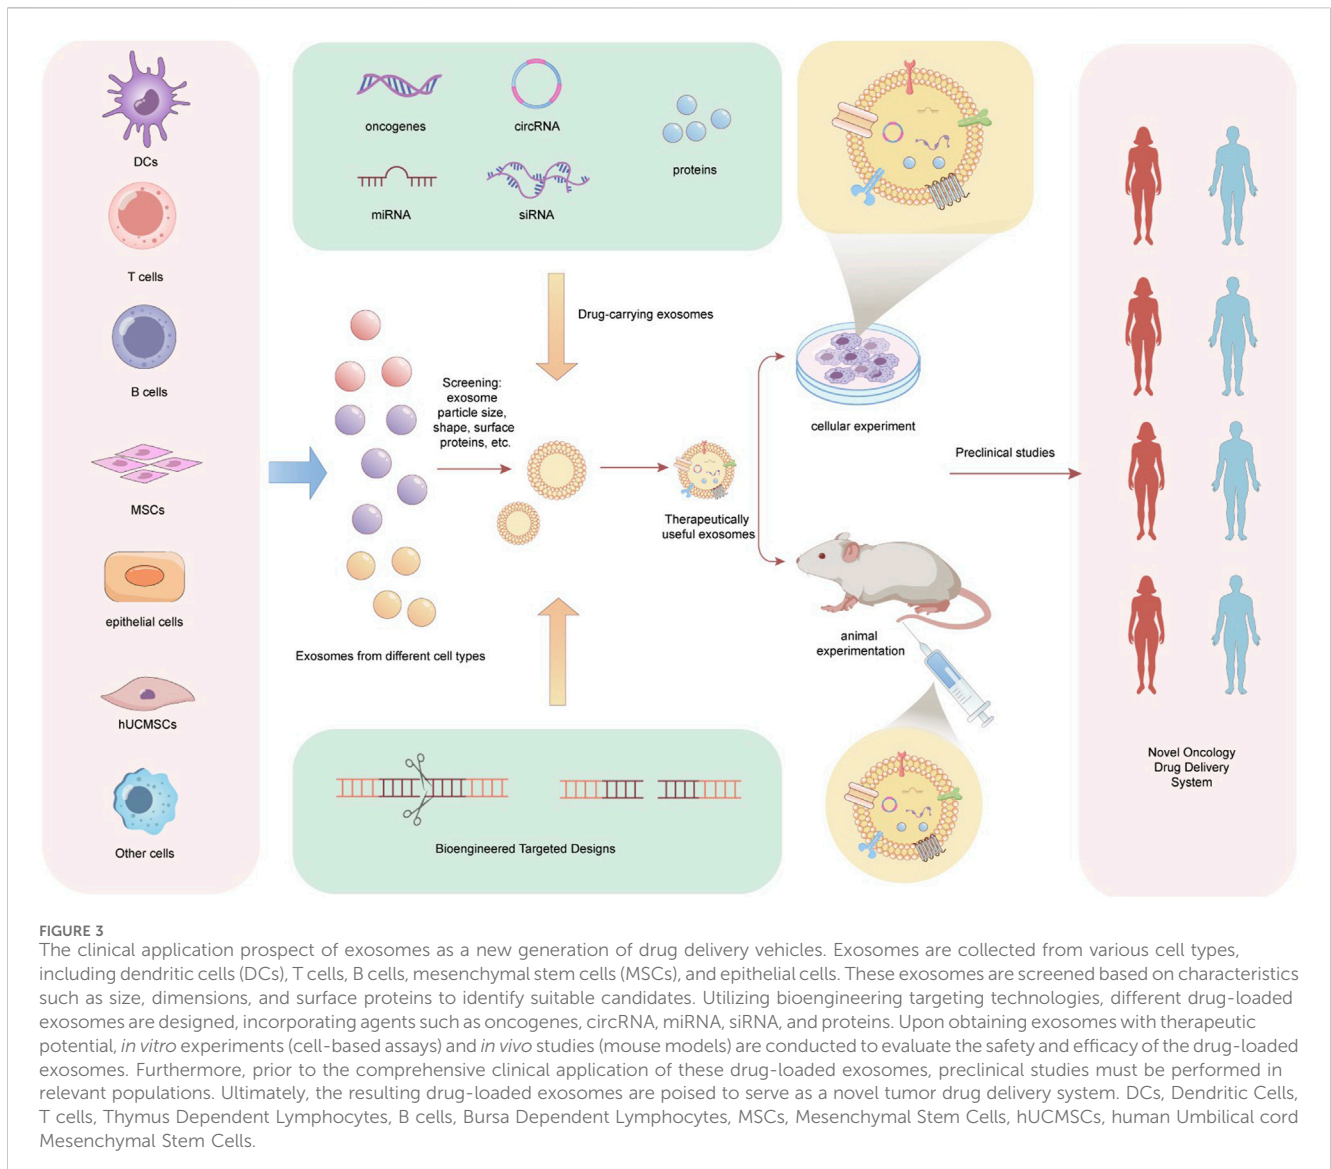 DCs
T cells
B cells
MSCs
epithelial cells
hUCMSCs
Other cells
oncogenes
circRNA
miRNA
siRNA
proteins
Drug-carrying exosomes
Exosomes from different cell types
Screening:
exosome
particle size,
shape, surface
proteins, etc.
Therapeutically
useful exosomes
Bioengineered Targeted Designs
cellular experiment
animal
experimentation
Preclinical studies
Novel Oncology
Drug Delivery
System
FIGURE 3
The clinical application prospect of exosomes as a new generation of drug delivery vehicles. Exosomes are collected from various cell types,
including dendritic cells (DCs), T cells, B cells, mesenchymal stem cells (MSCs), and epithelial cells. These exosomes are screened based on characteristics
such as size, dimensions, and surface proteins to identify suitable candidates. Utilizing bioengineering targeting technologies, different drug-loaded
exosomes are designed, incorporating agents such as oncogenes, circRNA, miRNA, siRNA, and proteins. Upon obtaining exosomes with therapeutic
potential, in vitro experiments (cell-based assays) and in vivo studies (mouse models) are conducted to evaluate the safety and efficacy of the drug-loaded
exosomes. Furthermore, prior to the comprehensive clinical application of these drug-loaded exosomes, preclinical studies must be performed in
relevant populations. Ultimately, the resulting drug-loaded exosomes are poised to serve as a novel tumor drug delivery system. DCs, Dendritic Cells,
T cells, Thymus Dependent Lymphocytes, B cells, Bursa Dependent Lymphocytes, MSCs, Mesenchymal Stem Cells, hUCMSCs, human Umbilical cord
Mesenchymal Stem Cells.